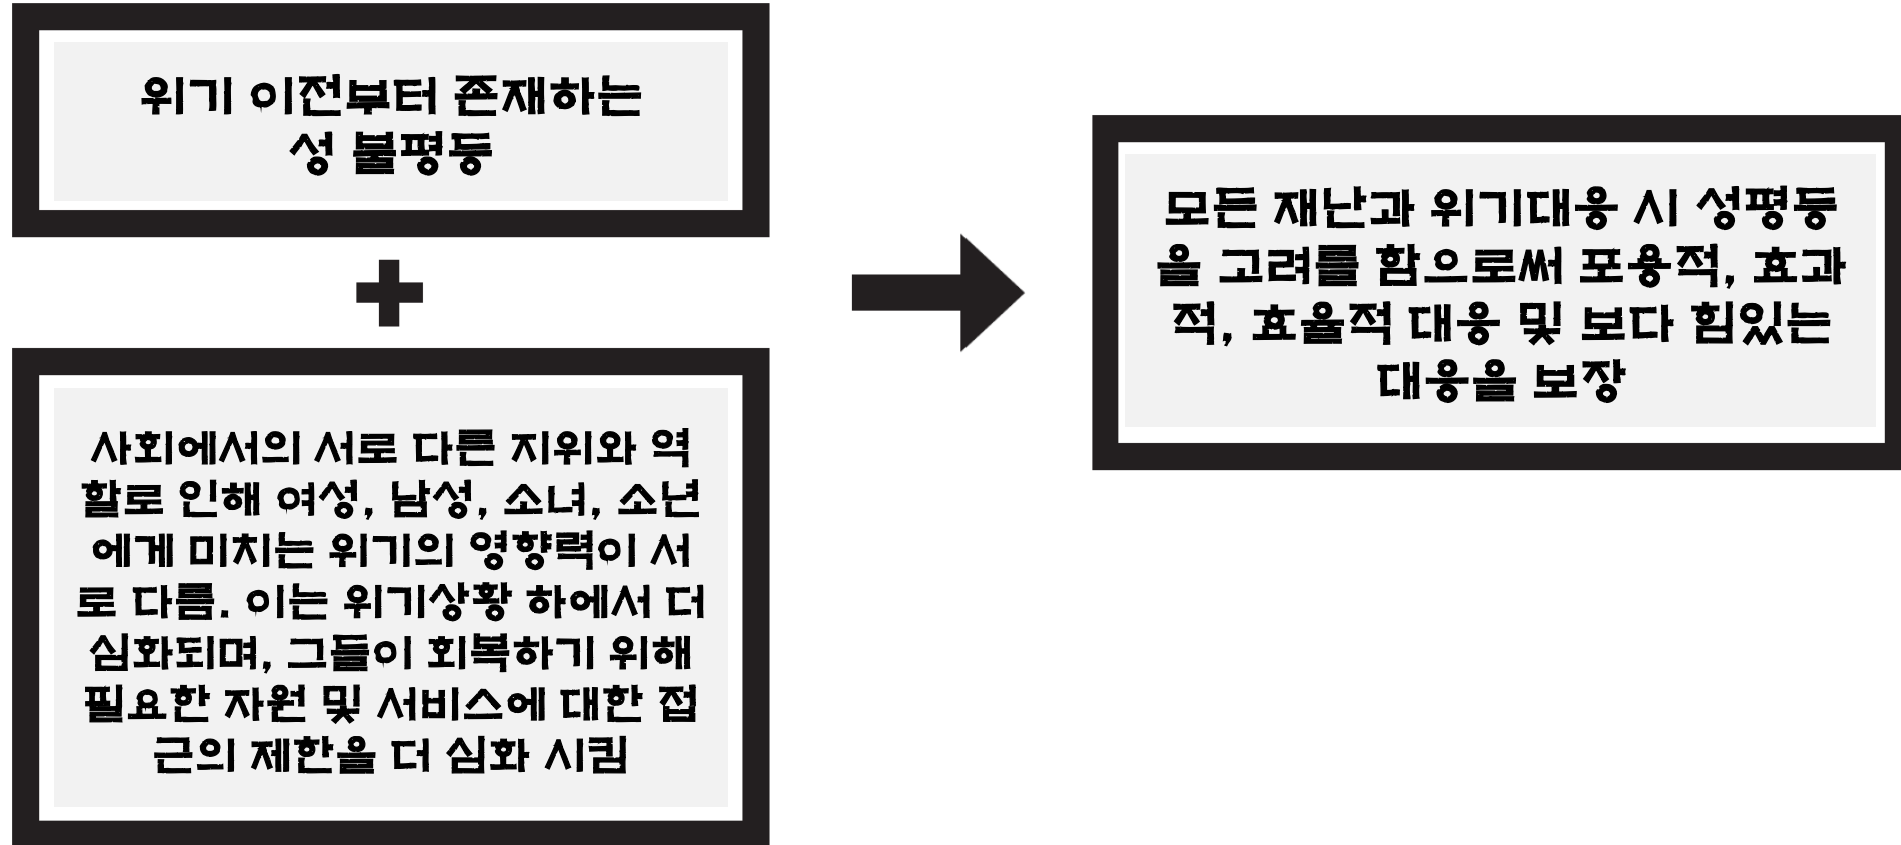 위기 이전부터 존재하는
성 불평등
사회에서의 서로 다른 지위와 역
할로 인해 여성, 남성, 소녀, 소년
에게 미치는 위기의 영향력이 서
로 다름. 이는 위기상황 하에서 더
심화되며, 그들이 회복하기 위해
필요한 자원 및 서비스에 대한 접
근의 제한을 더 심화 시킴
모든 재난과 위기대응 시 성평등
을 고려를 함으로써 포용적, 효과
적, 효율적 대응 및 보다 힘있는
대응을 보장